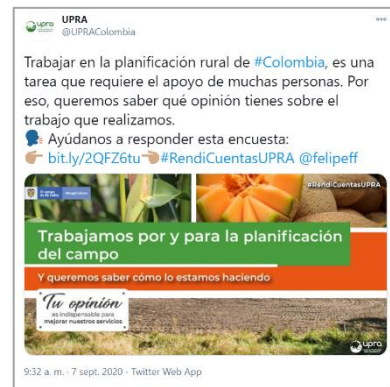 upra
UPRA
@UPRAColombia
Trabajar en la planificación rural de #Colombia, es una
tarea que requiere el apoyo de muchas personas. Por
eso, queremos saber qué opinión tienes sobre el
trabajo que realizamos.
Ayúdanos a responder esta encuesta:
bit.ly/2QFZ6tu #RendiCuentasUPRA @felipeff
#RendiCuentasUPRA
Trabajamos por y para la planificación
del campo
Y queremos saber cómo lo estamos haciendo
Tu opinión
es indispensable para
mejorar nuestros servicios
upra
9:32 a. m. · 7 sept. 2020 · Twitter Web App